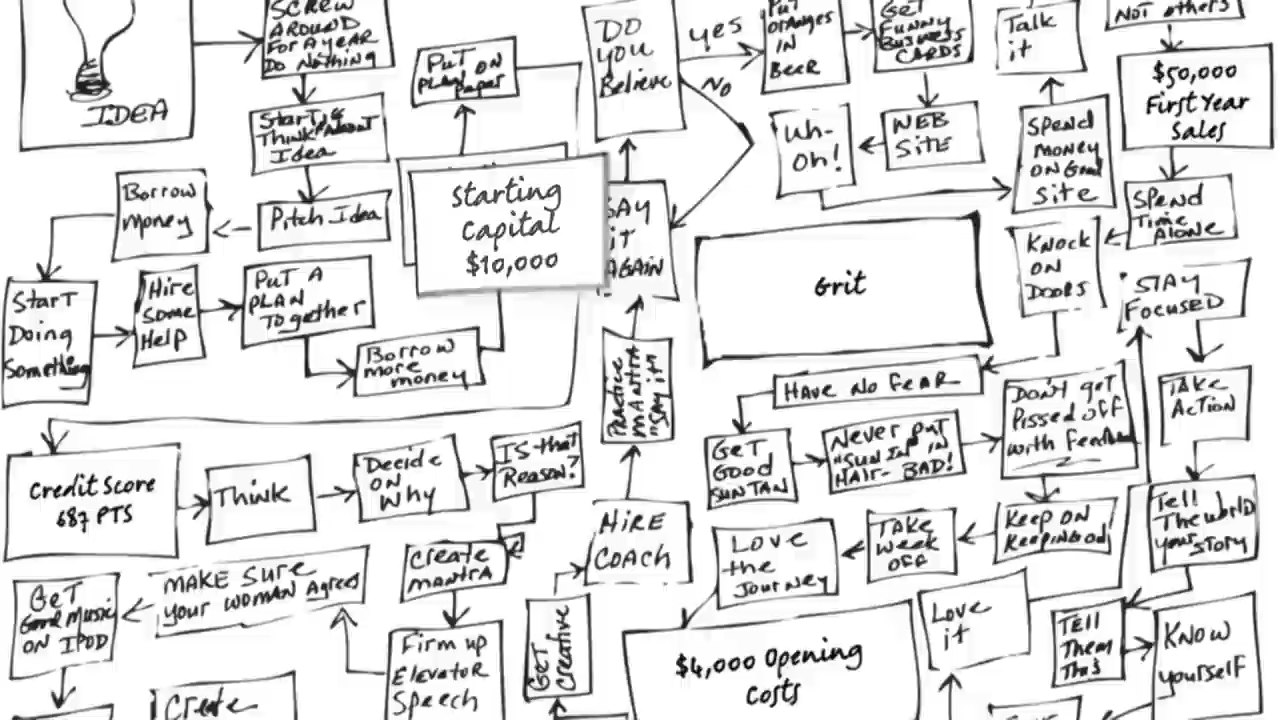 SCREW
AROUND
FOR A YEAR
DO NOTHING
IDEA
Start &
Think About
Idea
Pitch Idea
Borrow
Money
Start
Doing
Something
Hire
Some
Help
Put A
PLAN
Together
Borrow
more
money
Put
PLAN ON
Paper
Starting
Capital
$10,000
Credit Score
687 PTS
Think
Decide
ON
Why
IS that
Reason?
Create
MANTRA
Firm up
Elevator
Speech
MAKE Sure
your WOMAN Agrees
GET
Good Music
ON IPOD
Create
GET
Creative
HIRE
COACH
Practice
MANTRA
"SAY it"
SAY
iT
AGAIN
DO
you
Believe
yes
No
Put
oranges
IN
BEER
GET
FUNNY
Business
CARDS
WEB
SiTE
Uh-
Oh!
SPEND
MONEY
ON Good
Site
Talk
it
NOT others
$50,000
First Year
Sales
SPEND
Time
ALONE
KNOCK
ON
DOORS
Grit
HAVE NO FEAR
GET
GOOD
SUN TAN
Never put
"SUN IN" IN
HAIR- BAD!
Don't get
Pissed off
with Feedback
Keep ON
Keeping On
TAKE
WEEK
OFF
LOVE
the
JOURNEY
$4,000 Opening
Costs
Love
it
STAY
FOCUSED
TAKE
ACTION
Tell
The World
your STORY
TELL
Them
This
KNOW
yourself